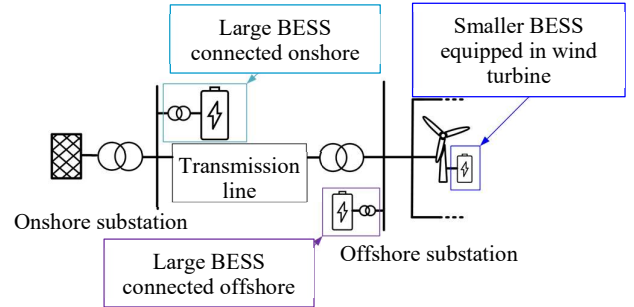 Large BESS
connected onshore
Smaller BESS
equipped in wind
turbine
Transmission
line
Onshore substation
Offshore substation
Large BESS
connected offshore